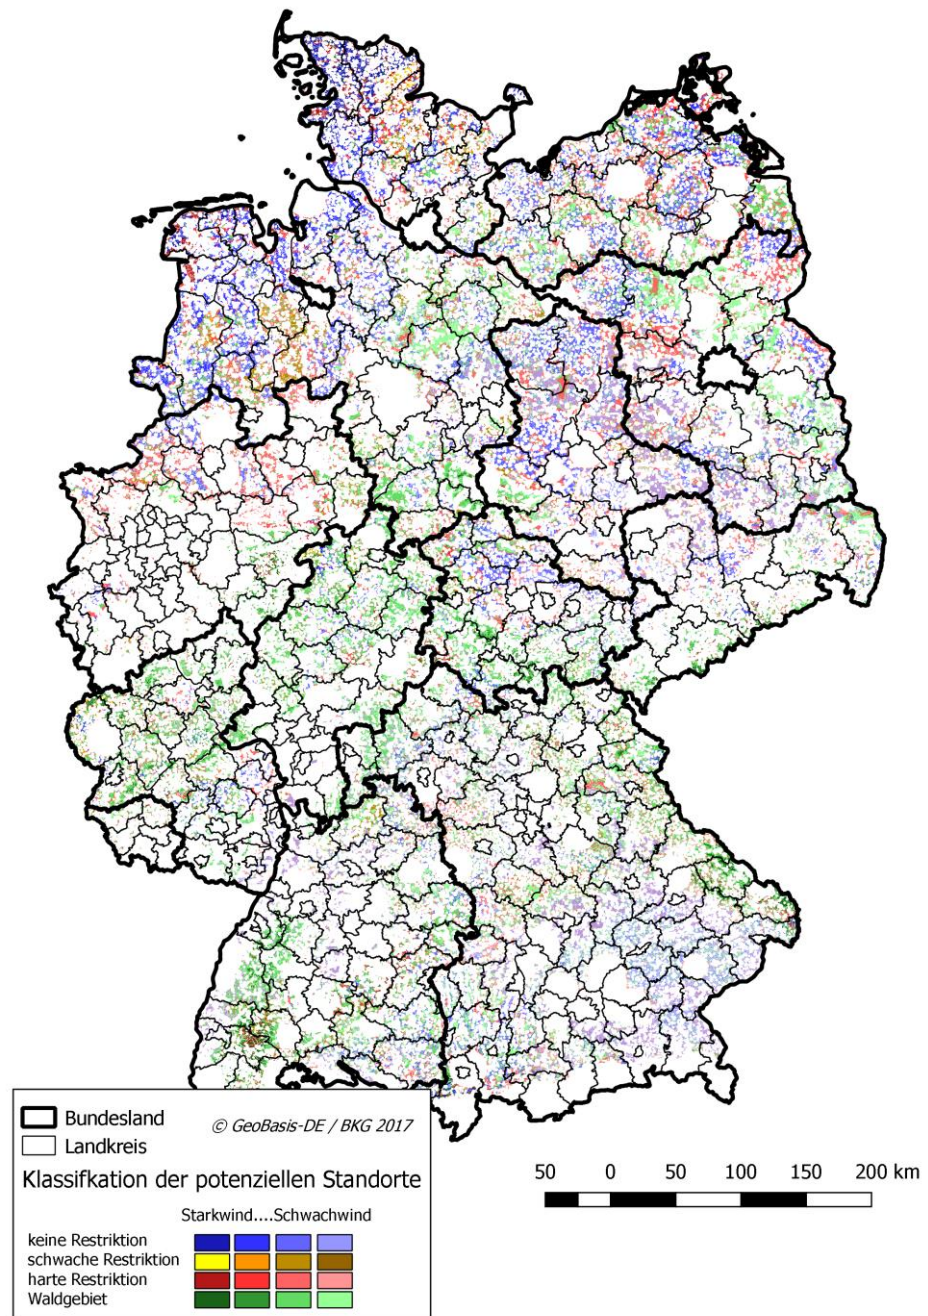 Bundesland
© GeoBasis-DE / BKG 2017
Landkreis
Klassifkation der potenziellen Standorte
Starkwind....Schwachwind
keine Restriktion
schwache Restriktion
harte Restriktion
Waldgebiet
50 0 50 100 150 200 km